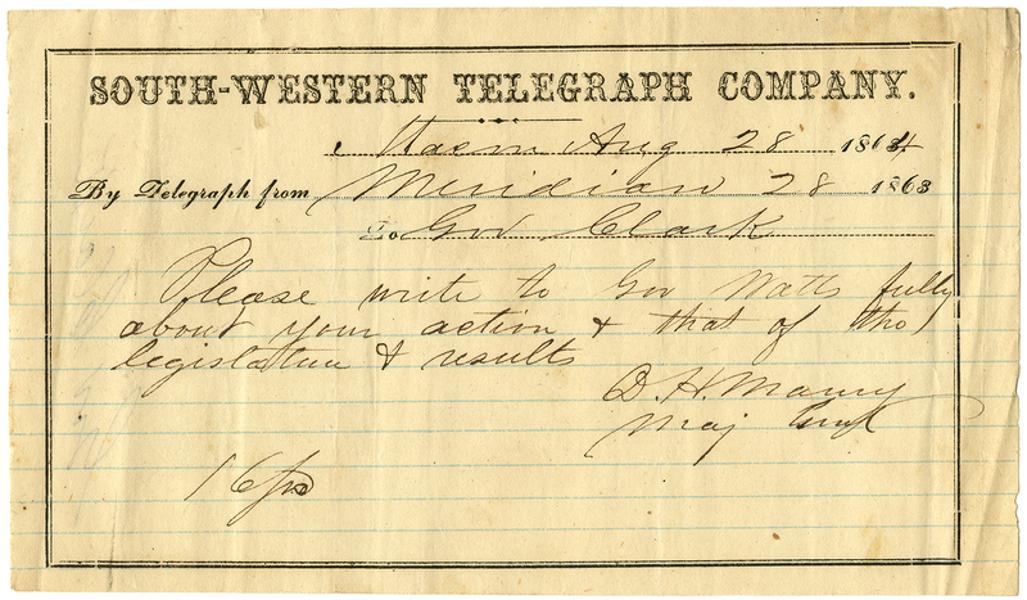 SOUTH-WESTERN TELEGRAPH COMPANY.
Macon Aug 28 1864
By Telegraph from Meridian 28 1863
To Gov Clark
Please write to Gov Watts fully
about your action & that of the
legislature & results
D. H. Maury
Maj Genl
16